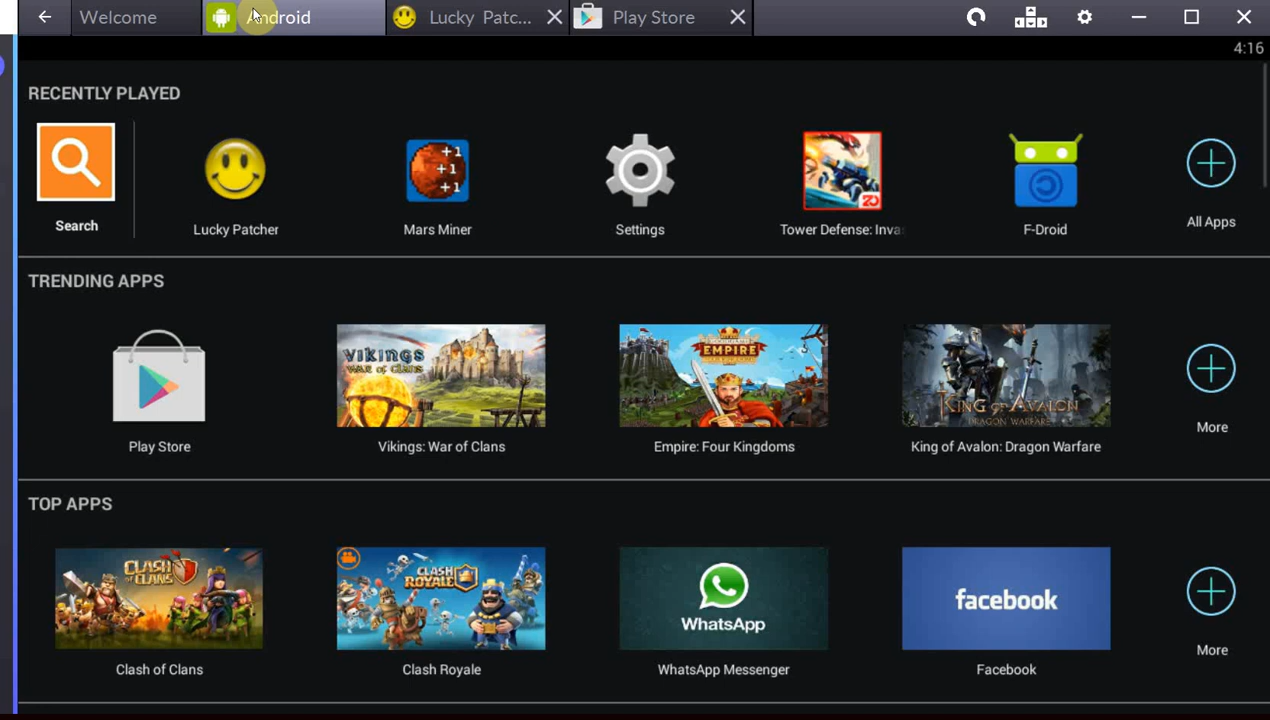 Welcome
Android
Lucky Patc...
Play Store
4:16
RECENTLY PLAYED
Search
Lucky Patcher
+1
+1
+1
Mars Miner
Settings
Tower Defense: Inva
F-Droid
All Apps
TRENDING APPS
Play Store
VIKINGS
WAR OF CLANS
Vikings: War of Clans
EMPIRE
Empire: Four Kingdoms
KING OF AVALON
DRAGON WARFARE
King of Avalon: Dragon Warfare
More
TOP APPS
CLASH OF CLANS
Clash of Clans
CLASH ROYALE
Clash Royale
WhatsApp
WhatsApp Messenger
facebook
Facebook
More